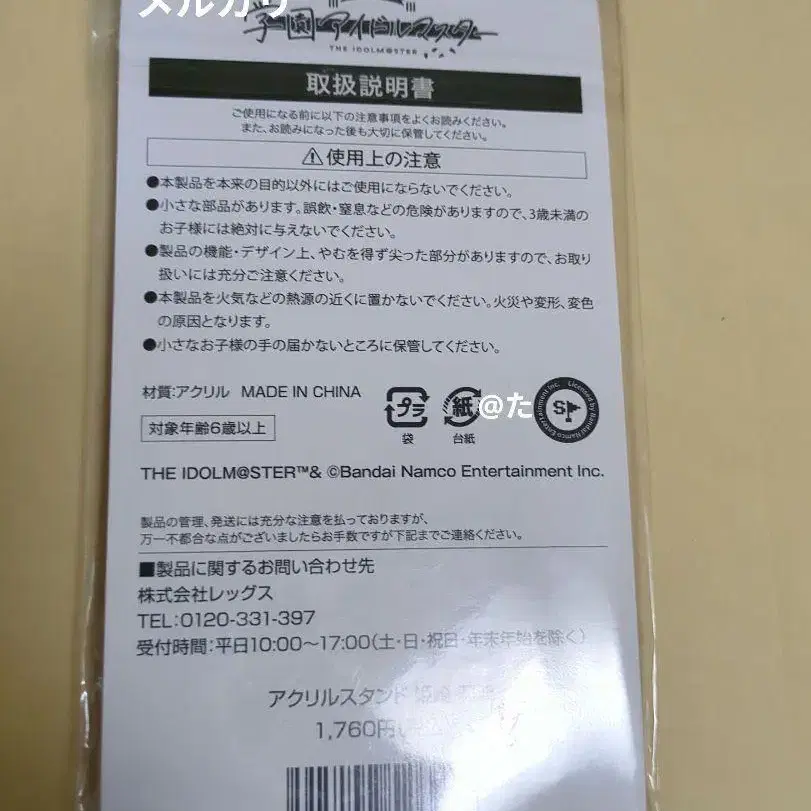 メルカリ
学園アイドルマスター
THE IDOLM@STER
取扱説明書
ご使用になる前に以下の注意事項をよくお読みください。
また、お読みになった後も大切に保管してください。
⚠使用上の注意
●本製品を本来の目的以外にはご使用にならないでください。
●小さな部品があります。誤飲・窒息などの危険がありますので、3歳未満の
お子様には絶対に与えないでください。
●製品の機能・デザイン上、やむを得ず尖った部分がありますので、お取り
扱いには充分ご注意ください。
●本製品を火気などの熱源の近くに置かないでください。火災や変形、変色
の原因となります。
●小さなお子様の手の届かないところに保管してください。
材質:アクリル MADE IN CHINA
対象年齢6歳以上
プラ
袋
紙
台紙
@た
Licensed by Bandai Namco Entertainment Inc.
THE IDOLM@STER™& ©Bandai Namco Entertainment Inc.
製品の管理、発送には充分な注意を払っておりますが、
万一不都合な点がございましたらお手数ですが下記までご連絡ください。
■製品に関するお問い合わせ先
株式会社レッグス
TEL:0120-331-397
受付時間:平日10:00〜17:00(土・日・祝日・年末年始を除く)
アクリルスタンド
1,760円